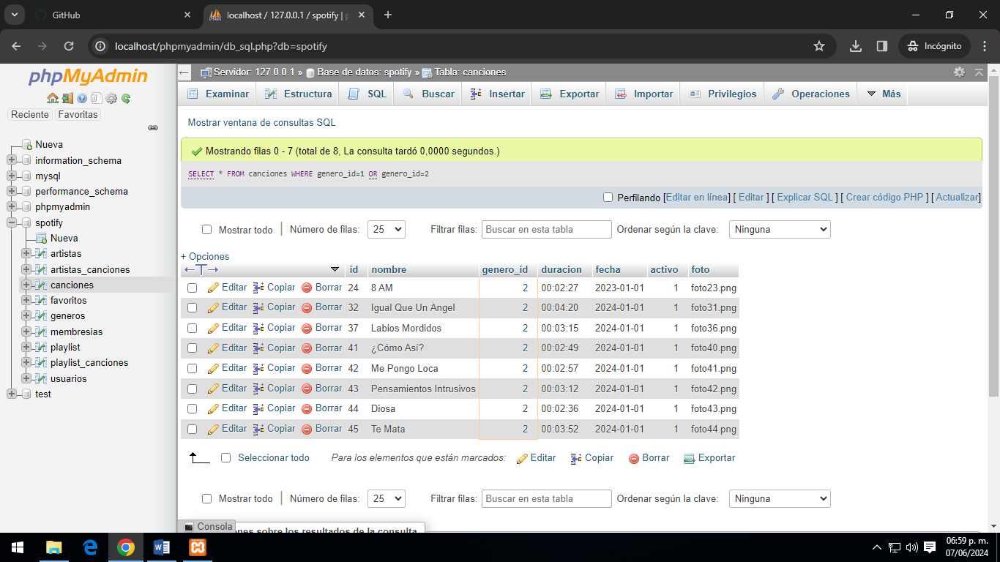 GitHub
localhost / 127.0.0.1 / spotify | p
localhost/phpmyadmin/db_sql.php?db=spotify
Incógnito
phpMyAdmin
Reciente Favoritas
Nueva
information_schema
mysql
performance_schema
phpmyadmin
spotify
Nueva
artistas
artistas_canciones
canciones
favoritos
generos
membresias
playlist
playlist_canciones
usuarios
test
Servidor: 127.0.0.1 » Base de datos: spotify » Tabla: canciones
Examinar Estructura SQL Buscar Insertar Exportar Importar Privilegios Operaciones Más
Mostrar ventana de consultas SQL
Mostrando filas 0 - 7 (total de 8, La consulta tardó 0,0000 segundos.)
SELECT * FROM canciones WHERE genero_id=1 OR genero_id=2
Perfilando [Editar en línea] [ Editar ] [ Explicar SQL ] [ Crear código PHP ] [ Actualizar]
Mostrar todo Número de filas: 25 Filtrar filas: Buscar en esta tabla Ordenar según la clave: Ninguna
+ Opciones
←T→ id nombre genero_id duracion fecha activo foto
Editar Copiar Borrar 24 8 AM 2 00:02:27 2023-01-01 1 foto23.png
Editar Copiar Borrar 32 Igual Que Un Ángel 2 00:04:20 2024-01-01 1 foto31.png
Editar Copiar Borrar 37 Labios Mordidos 2 00:03:15 2024-01-01 1 foto36.png
Editar Copiar Borrar 41 ¿Cómo Así? 2 00:02:49 2024-01-01 1 foto40.png
Editar Copiar Borrar 42 Me Pongo Loca 2 00:02:57 2024-01-01 1 foto41.png
Editar Copiar Borrar 43 Pensamientos Intrusivos 2 00:03:12 2024-01-01 1 foto42.png
Editar Copiar Borrar 44 Diosa 2 00:02:36 2024-01-01 1 foto43.png
Editar Copiar Borrar 45 Te Mata 2 00:03:52 2024-01-01 1 foto44.png
Seleccionar todo Para los elementos que están marcados: Editar Copiar Borrar Exportar
Mostrar todo Número de filas: 25 Filtrar filas: Buscar en esta tabla Ordenar según la clave: Ninguna
Consola
sobre los resultados de la consulta
06:59 p. m.
07/06/2024